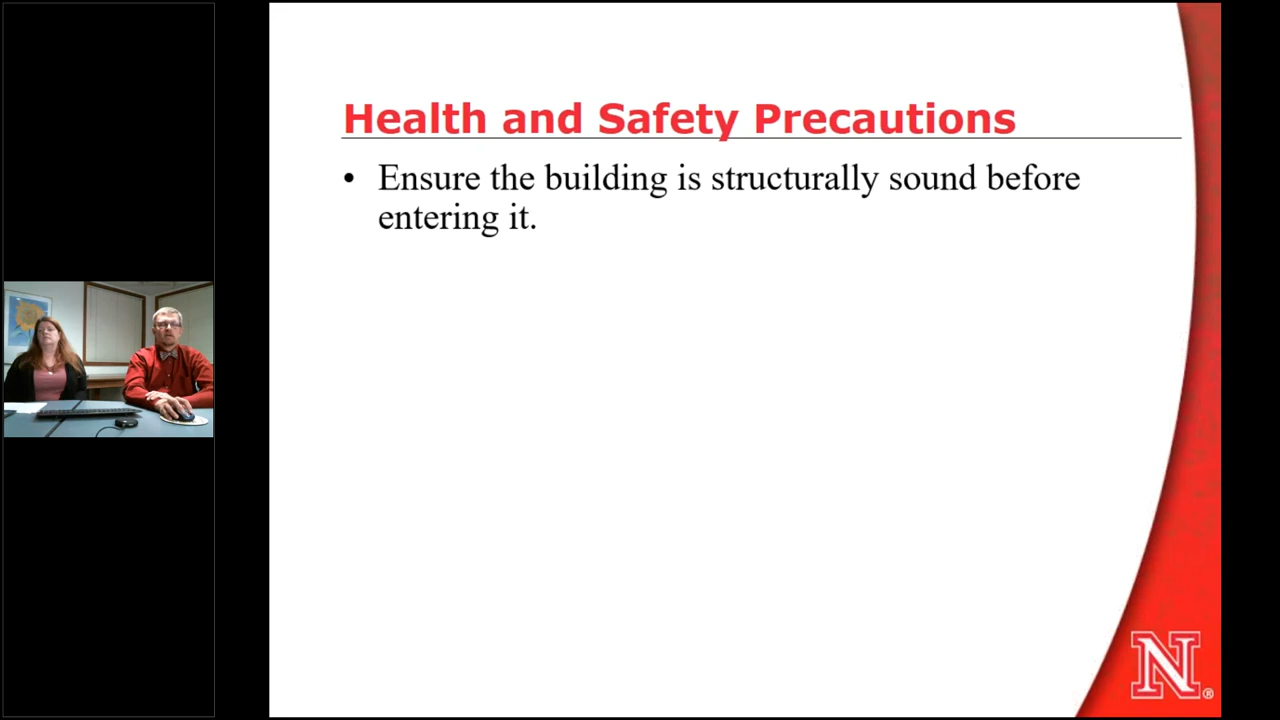 Health and Safety Precautions
• Ensure the building is structurally sound before
entering it.
N®